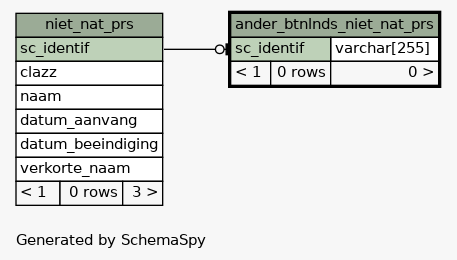 niet_nat_prs
sc_identif
clazz
naam
datum_aanvang
datum_beeindiging
verkorte_naam
< 1 0 rows 3 >
ander_btnlnds_niet_nat_prs
sc_identif varchar[255]
< 1 0 rows 0 >
Generated by SchemaSpy